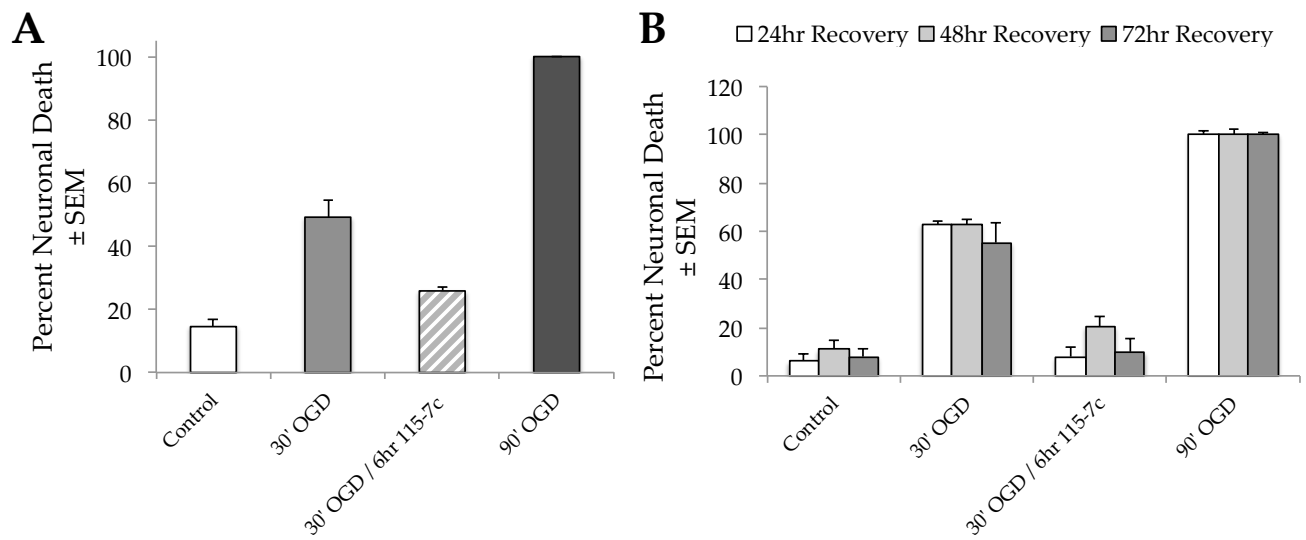 A
Percent Neuronal Death
± SEM
100
80
60
40
20
0
Control
30' OGD
30' OGD / 6hr 115-7c
90' OGD
B
24hr Recovery 48hr Recovery 72hr Recovery
Percent Neuronal Death
± SEM
120
100
80
60
40
20
0
Control
30' OGD
30' OGD / 6hr 115-7c
90' OGD